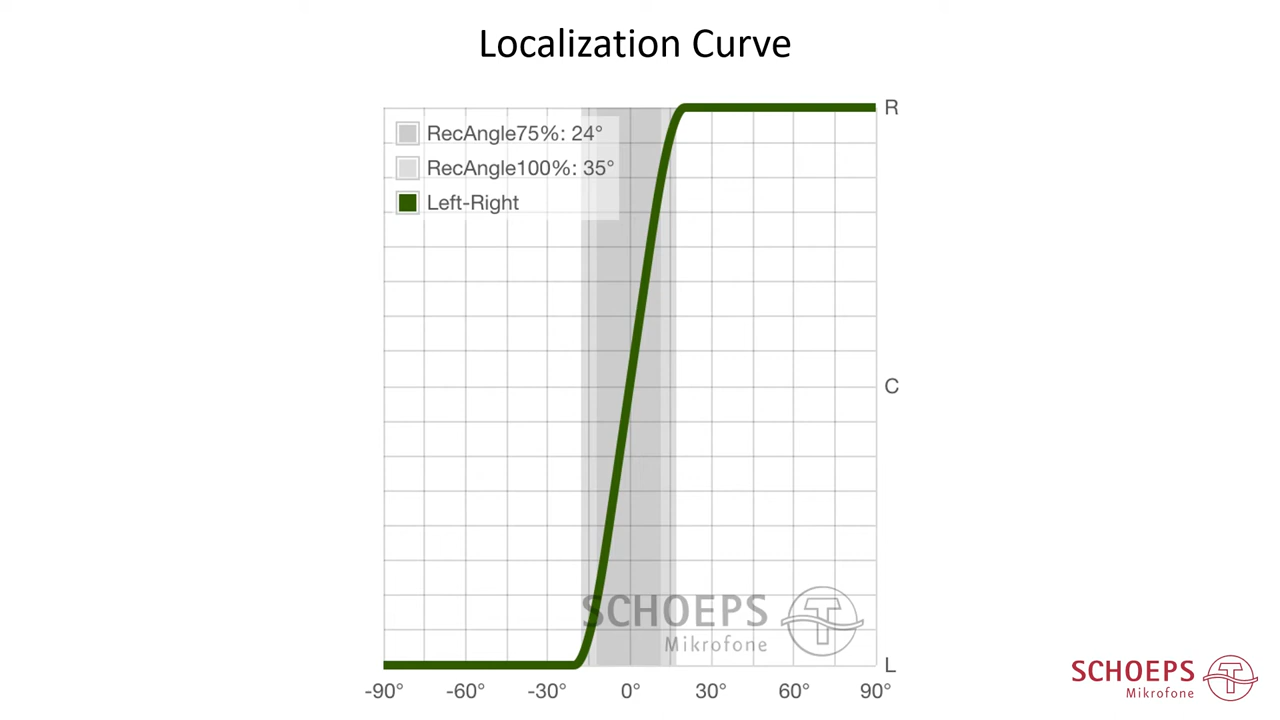 Localization Curve
RecAngle75%: 24°
RecAngle100%: 35°
Left-Right
R
C
L
-90° -60° -30° 0° 30° 60° 90°
SCHOEPS
Mikrofone
SCHOEPS
Mikrofone